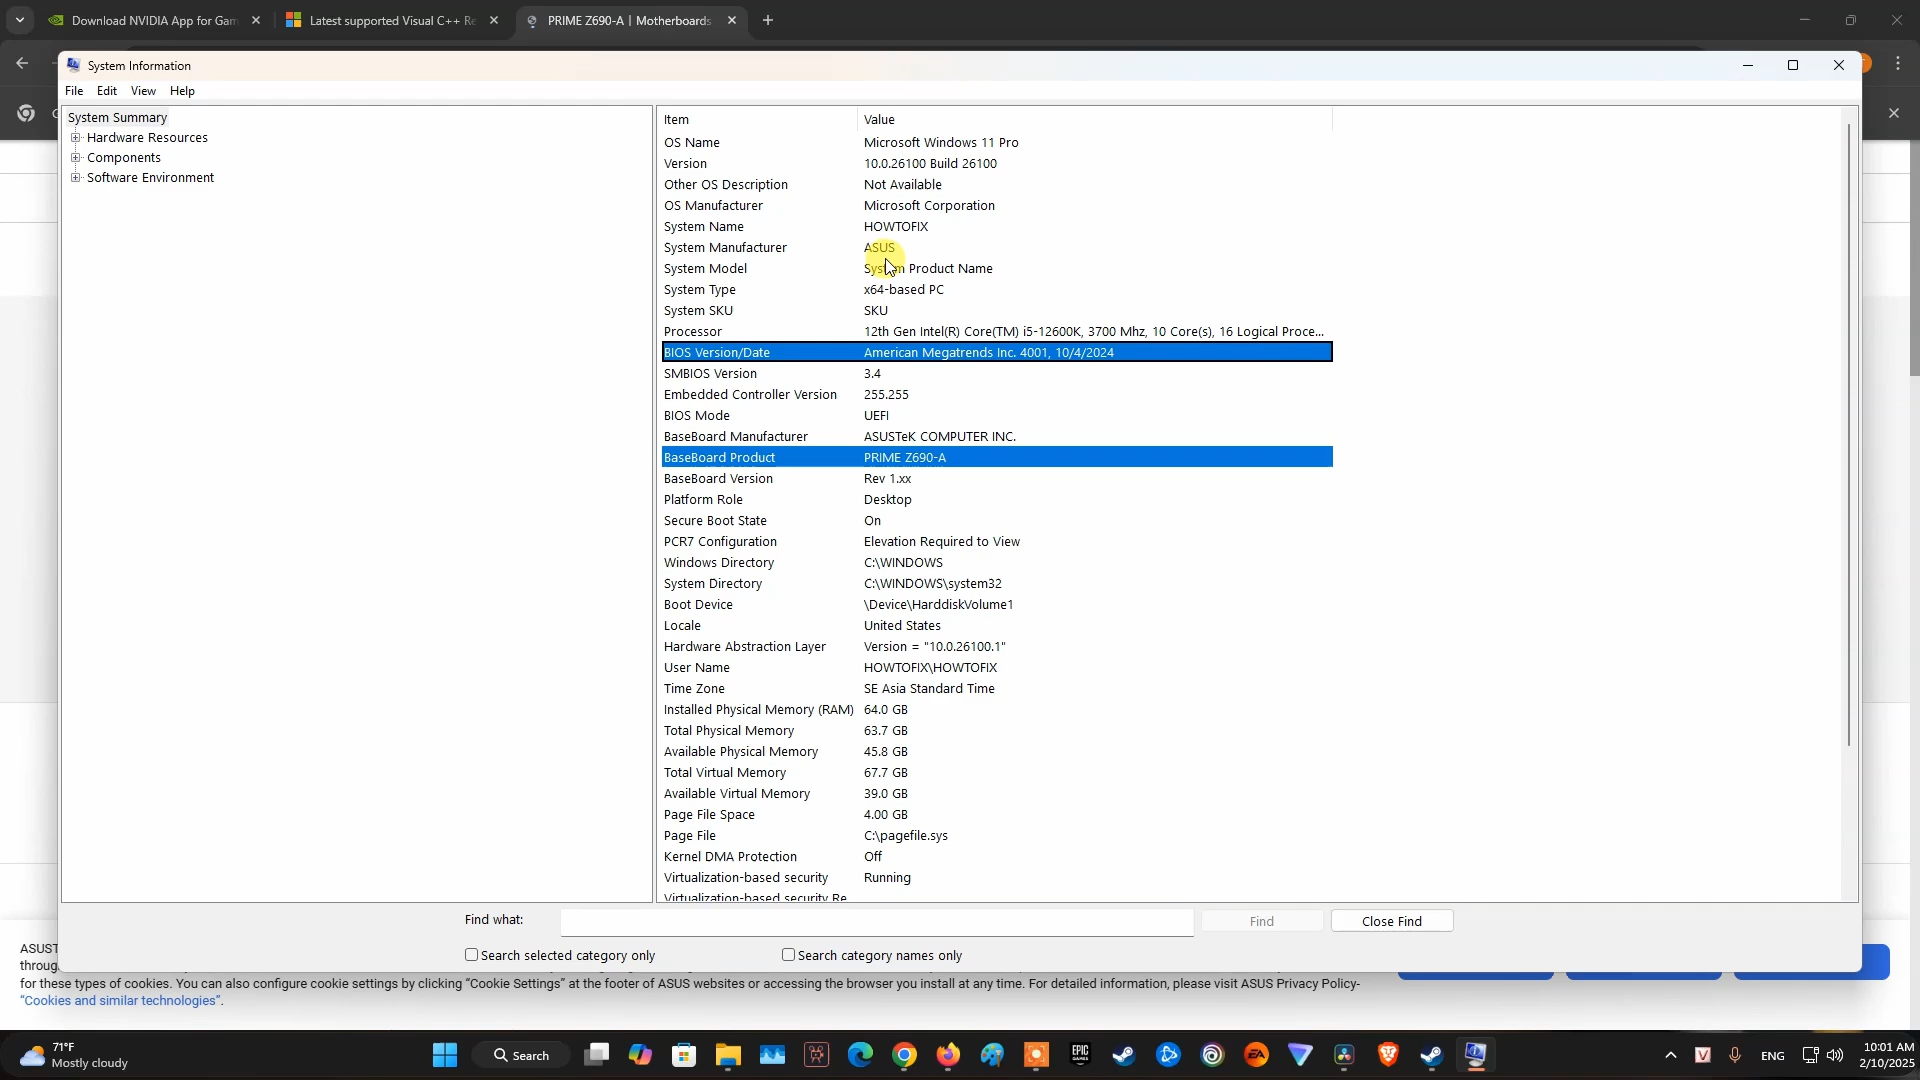 Download NVIDIA App for Gam
Latest supported Visual C++ Re
PRIME Z690-A | Motherboards
System Information
File Edit View Help
System Summary
Hardware Resources
Components
Software Environment
Item Value
OS Name Microsoft Windows 11 Pro
Version 10.0.26100 Build 26100
Other OS Description Not Available
OS Manufacturer Microsoft Corporation
System Name HOWTOFIX
System Manufacturer ASUS
System Model System Product Name
System Type x64-based PC
System SKU SKU
Processor 12th Gen Intel(R) Core(TM) i5-12600K, 3700 Mhz, 10 Core(s), 16 Logical Proce...
BIOS Version/Date American Megatrends Inc. 4001, 10/4/2024
SMBIOS Version 3.4
Embedded Controller Version 255.255
BIOS Mode UEFI
BaseBoard Manufacturer ASUSTeK COMPUTER INC.
BaseBoard Product PRIME Z690-A
BaseBoard Version Rev 1.xx
Platform Role Desktop
Secure Boot State On
PCR7 Configuration Elevation Required to View
Windows Directory C:\WINDOWS
System Directory C:\WINDOWS\system32
Boot Device \Device\HarddiskVolume1
Locale United States
Hardware Abstraction Layer Version = "10.0.26100.1"
User Name HOWTOFIX\HOWTOFIX
Time Zone SE Asia Standard Time
Installed Physical Memory (RAM) 64.0 GB
Total Physical Memory 63.7 GB
Available Physical Memory 45.8 GB
Total Virtual Memory 67.7 GB
Available Virtual Memory 39.0 GB
Page File Space 4.00 GB
Page File C:\pagefile.sys
Kernel DMA Protection Off
Virtualization-based security Running
Virtualization-based security Re
Find what: Find Close Find
Search selected category only Search category names only
ASUST
throug
for these types of cookies. You can also configure cookie settings by clicking “Cookie Settings” at the footer of ASUS websites or accessing the browser you install at any time. For detailed information, please visit ASUS Privacy Policy-
“Cookies and similar technologies”.
71°F
Mostly cloudy
Search
EPIC
GAMES
EA
V
ENG
10:01 AM
2/10/2025